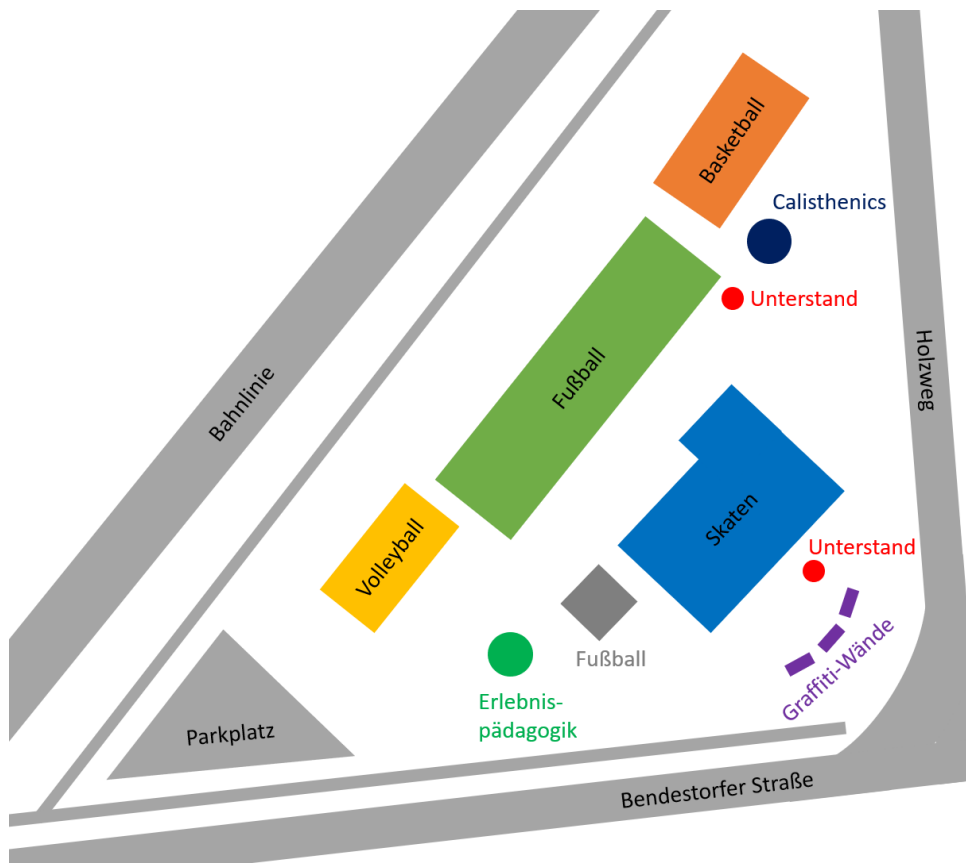 Basketball
Calisthenics
Unterstand
Holzweg
Bahnlinie
Fußball
Skaten
Volleyball
Unterstand
Fußball
Graffiti-Wände
Erlebnis-
pädagogik
Parkplatz
Bendestorfer Straße